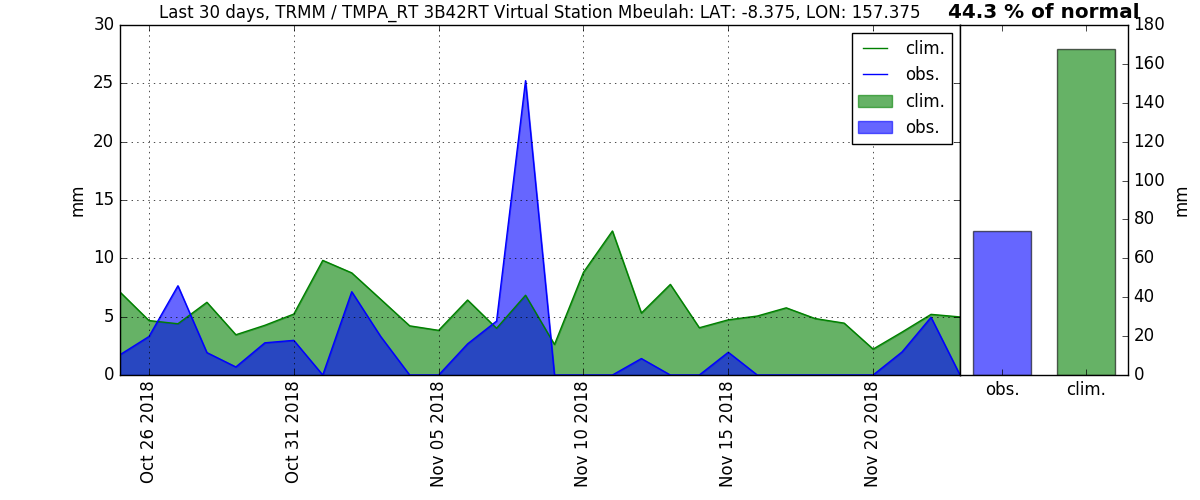 Last 30 days, TRMM / TMPA_RT 3B42RT Virtual Station Mbeulah: LAT: -8.375, LON: 157.375
44.3 % of normal
30
25
20
15
10
5
0
mm
clim.
obs.
clim.
obs.
180
160
140
120
100
80
60
40
20
0
mm
Oct 26 2018
Oct 31 2018
Nov 05 2018
Nov 10 2018
Nov 15 2018
Nov 20 2018
obs.
clim.